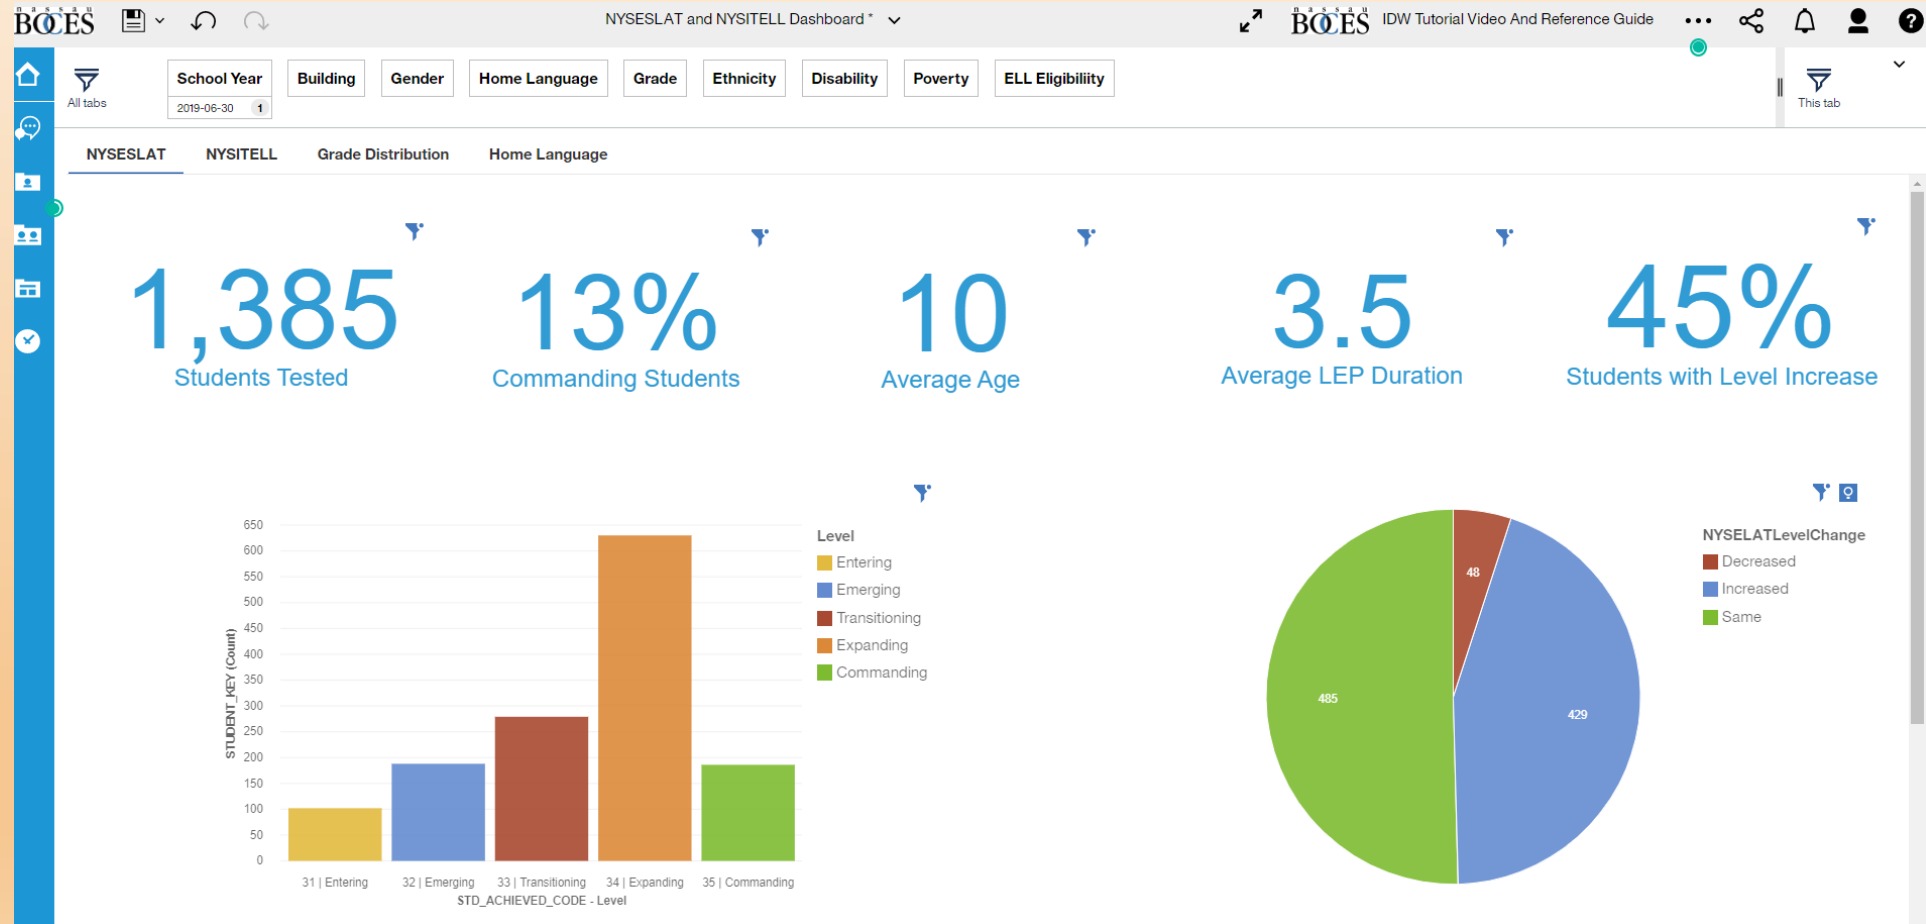 nassau
BOCES
NYSESLAT and NYSITELL Dashboard *
nassau
BOCES
IDW Tutorial Video And Reference Guide
?
All tabs
School Year
2019-06-30 1
Building
Gender
Home Language
Grade
Ethnicity
Disability
Poverty
ELL Eligibiliity
This tab
NYSESLAT
NYSITELL
Grade Distribution
Home Language
1,385
Students Tested
13%
Commanding Students
10
Average Age
3.5
Average LEP Duration
45%
Students with Level Increase
STUDENT_KEY (Count)
650
600
550
500
450
400
350
300
250
200
150
100
50
0
31 | Entering
32 | Emerging
33 | Transitioning
34 | Expanding
35 | Commanding
STD_ACHIEVED_CODE - Level
Level
Entering
Emerging
Transitioning
Expanding
Commanding
48
485
429
NYSELATLevelChange
Decreased
Increased
Same